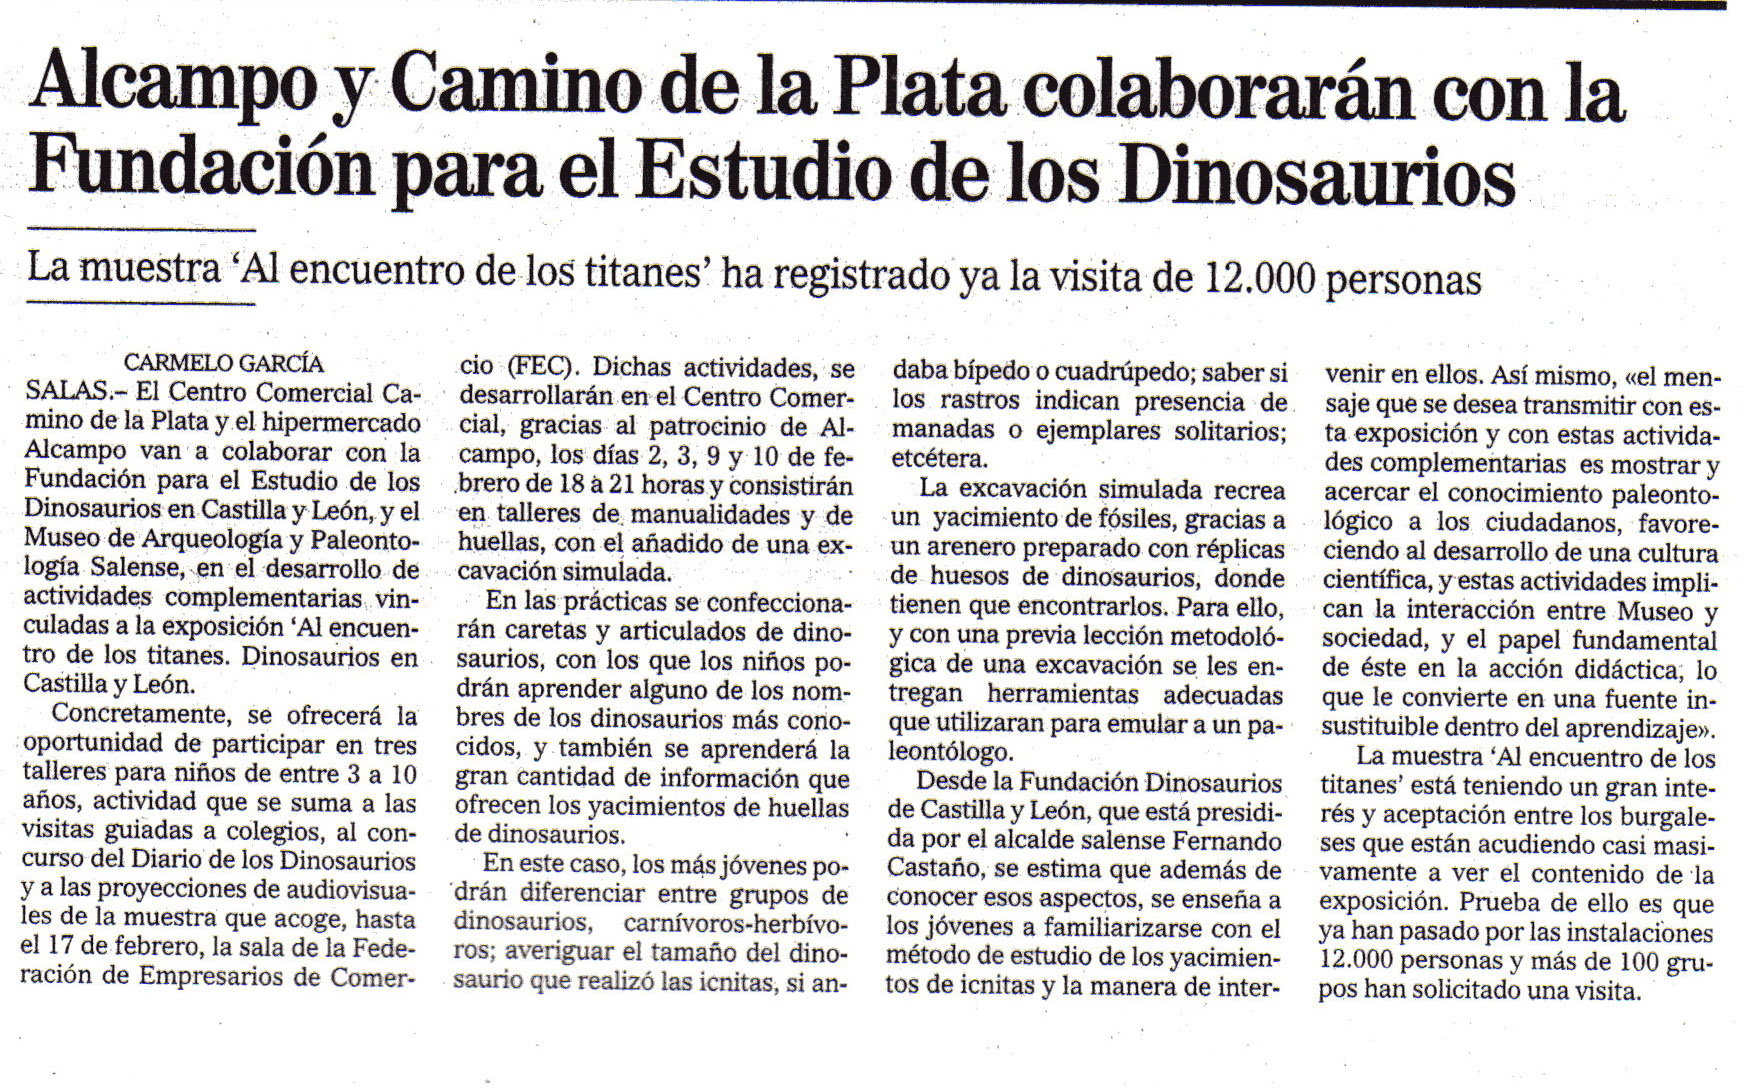 Alcampo y Camino de la Plata colaborarán con la
Fundación para el Estudio de los Dinosaurios
La muestra ‘Al encuentro de los titanes’ ha registrado ya la visita de 12.000 personas
CARMELO GARCÍA
SALAS.– El Centro Comercial Ca-
mino de la Plata y el hipermercado
Alcampo van a colaborar con la
Fundación para el Estudio de los
Dinosaurios en Castilla y León, y el
Museo de Arqueología y Paleonto-
logía Salense, en el desarrollo de
actividades complementarias vin-
culadas a la exposición ‘Al encuen-
tro de los titanes. Dinosaurios en
Castilla y León.
Concretamente, se ofrecerá la
oportunidad de participar en tres
talleres para niños de entre 3 a 10
años, actividad que se suma a las
visitas guiadas a colegios, al con-
curso del Diario de los Dinosaurios
y a las proyecciones de audiovisua-
les de la muestra que acoge, hasta
el 17 de febrero, la sala de la Fede-
ración de Empresarios de Comer-
cio (FEC). Dichas actividades, se
desarrollarán en el Centro Comer-
cial, gracias al patrocinio de Al-
campo, los días 2, 3, 9 y 10 de fe-
brero de 18 a 21 horas y consistirán
en talleres de manualidades y de
huellas, con el añadido de una ex-
cavación simulada.
En las prácticas se confecciona-
rán caretas y articulados de dino-
saurios, con los que los niños po-
drán aprender alguno de los nom-
bres de los dinosaurios más cono-
cidos, y también se aprenderá la
gran cantidad de información que
ofrecen los yacimientos de huellas
de dinosaurios.
En este caso, los más jóvenes po-
drán diferenciar entre grupos de
dinosaurios, carnívoros-herbívo-
ros; averiguar el tamaño del dino-
saurio que realizó las icnitas, si an-
daba bípedo o cuadrúpedo; saber si
los rastros indican presencia de
manadas o ejemplares solitarios;
etcétera.
La excavación simulada recrea
un yacimiento de fósiles, gracias a
un arenero preparado con réplicas
de huesos de dinosaurios, donde
tienen que encontrarlos. Para ello,
y con una previa lección metodoló-
gica de una excavación se les en-
tregan herramientas adecuadas
que utilizaran para emular a un pa-
leontólogo.
Desde la Fundación Dinosaurios
de Castilla y León, que está presidi-
da por el alcalde salense Fernando
Castaño, se estima que además de
conocer esos aspectos, se enseña a
los jóvenes a familiarizarse con el
método de estudio de los yacimien-
tos de icnitas y la manera de inter-
venir en ellos. Así mismo, «el men-
saje que se desea transmitir con es-
ta exposición y con estas activida-
des complementarias es mostrar y
acercar el conocimiento paleonto-
lógico a los ciudadanos, favore-
ciendo al desarrollo de una cultura
científica, y estas actividades impli-
can la interacción entre Museo y
sociedad, y el papel fundamental
de éste en la acción didáctica, lo
que le convierte en una fuente in-
sustituible dentro del aprendizaje».
La muestra ‘Al encuentro de los
titanes’ está teniendo un gran inte-
rés y aceptación entre los burgale-
ses que están acudiendo casi masi-
vamente a ver el contenido de la
exposición. Prueba de ello es que
ya han pasado por las instalaciones
12.000 personas y más de 100 gru-
pos han solicitado una visita.